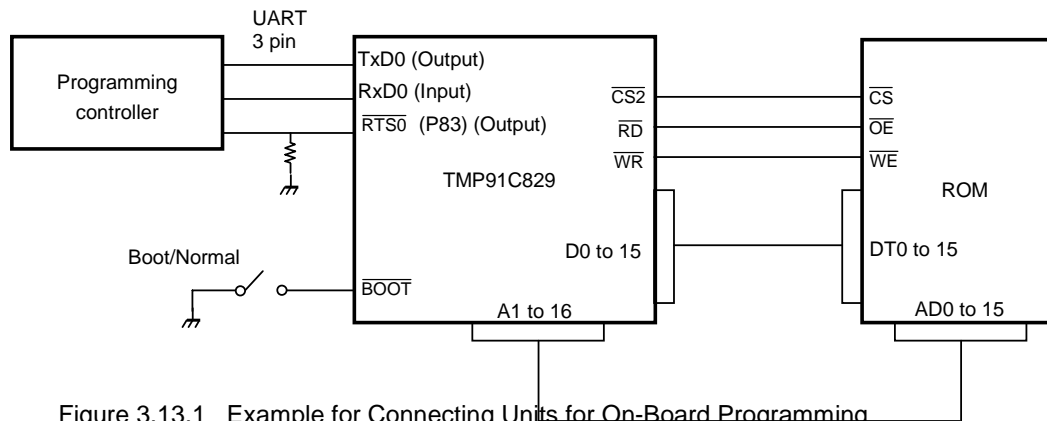 UART
3 pin
Programming
controller
TxD0 (Output)
RxD0 (Input)
RTS0 (P83) (Output)
CS2
RD
WR
TMP91C829
D0 to 15
BOOT
A1 to 16
Boot/Normal
CS
OE
WE
ROM
DT0 to 15
AD0 to 15
Figure 3.13.1 Example for Connecting Units for On-Board Programming